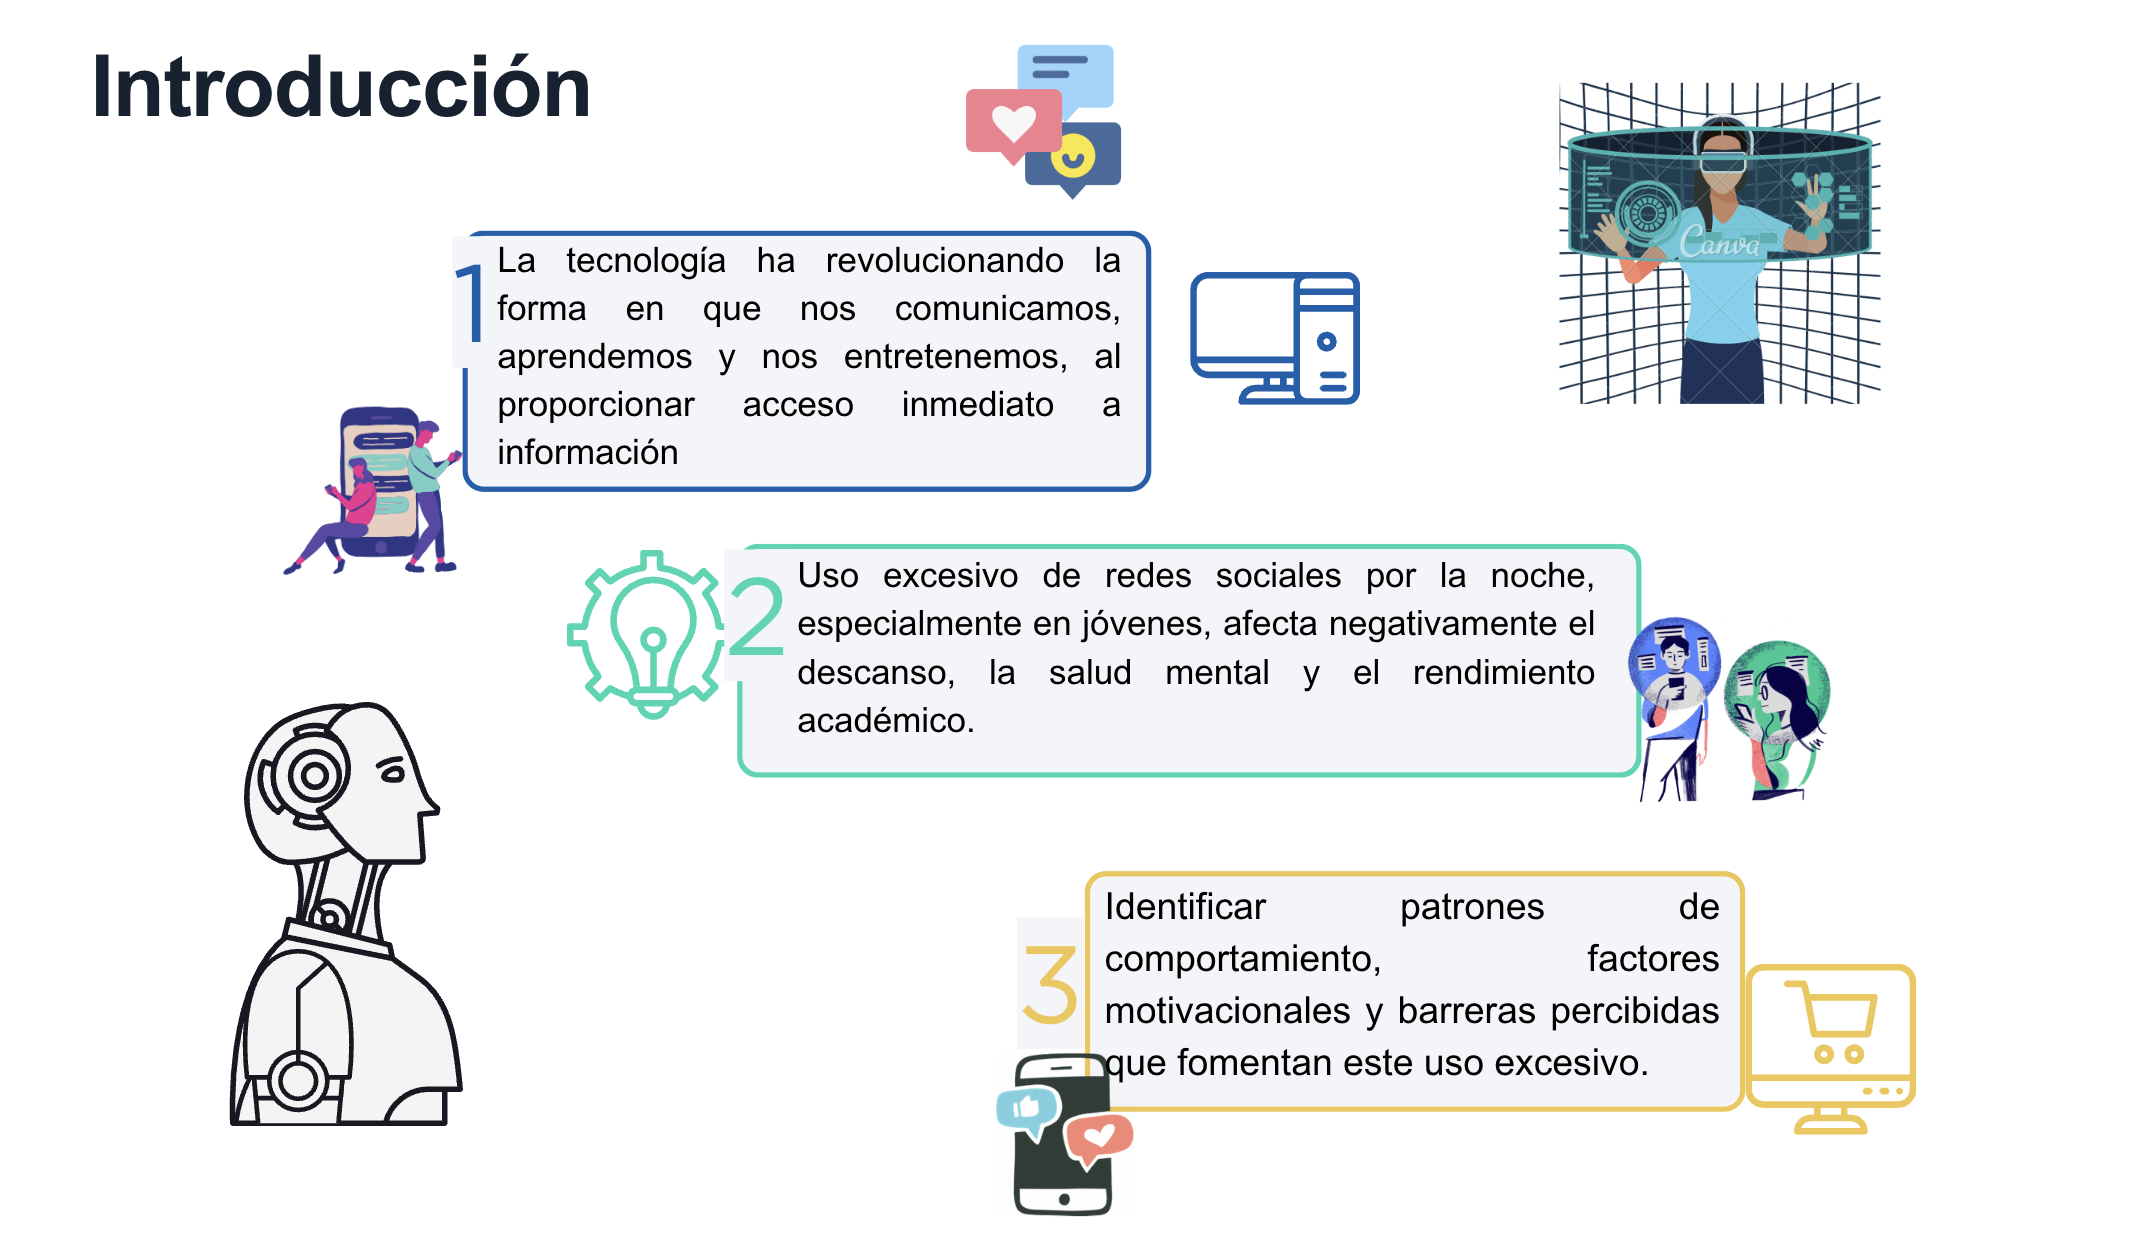 Introducción
Canva
1
La tecnología ha revolucionando la
forma en que nos comunicamos,
aprendemos y nos entretenemos, al
proporcionar acceso inmediato a
información
2
Uso excesivo de redes sociales por la noche,
especialmente en jóvenes, afecta negativamente el
descanso, la salud mental y el rendimiento
académico.
3
Identificar patrones de
comportamiento, factores
motivacionales y barreras percibidas
que fomentan este uso excesivo.